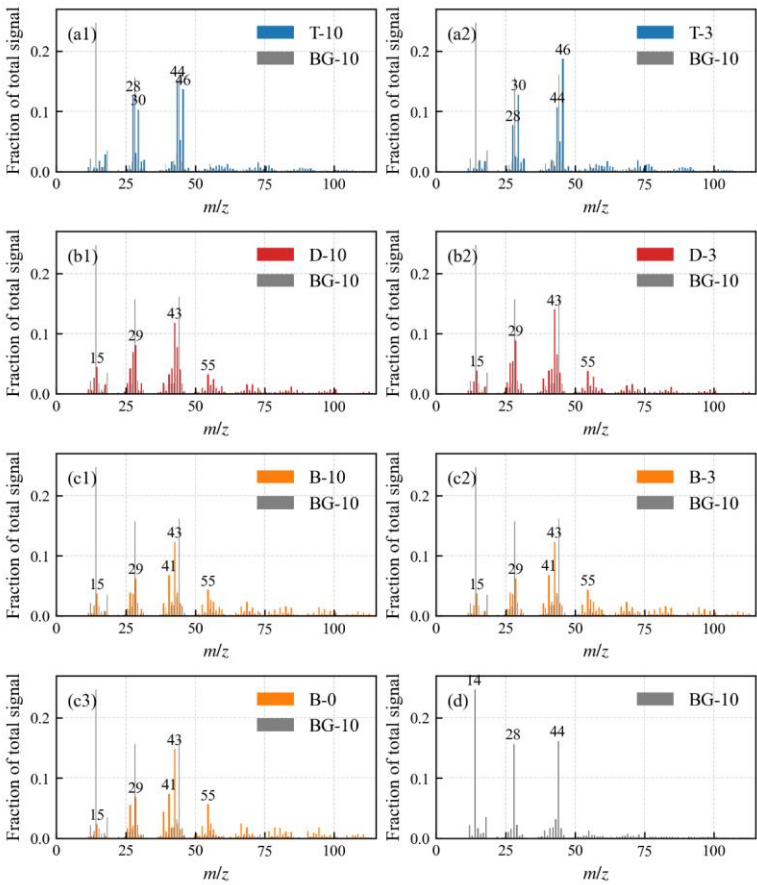 (a1)
T-10
BG-10
28
30
44
46
Fraction of total signal
0.0
0.1
0.2
0
25
50
75
100
m/z
(a2)
T-3
BG-10
28
30
44
46
Fraction of total signal
0.0
0.1
0.2
0
25
50
75
100
m/z
(b1)
D-10
BG-10
15
29
43
55
Fraction of total signal
0.0
0.1
0.2
0
25
50
75
100
m/z
(b2)
D-3
BG-10
15
29
43
55
Fraction of total signal
0.0
0.1
0.2
0
25
50
75
100
m/z
(c1)
B-10
BG-10
15
29
41
43
55
Fraction of total signal
0.0
0.1
0.2
0
25
50
75
100
m/z
(c2)
B-3
BG-10
15
29
41
43
55
Fraction of total signal
0.0
0.1
0.2
0
25
50
75
100
m/z
(c3)
B-0
BG-10
15
29
41
43
55
Fraction of total signal
0.0
0.1
0.2
0
25
50
75
100
m/z
(d)
BG-10
14
28
44
Fraction of total signal
0.0
0.1
0.2
0
25
50
75
100
m/z